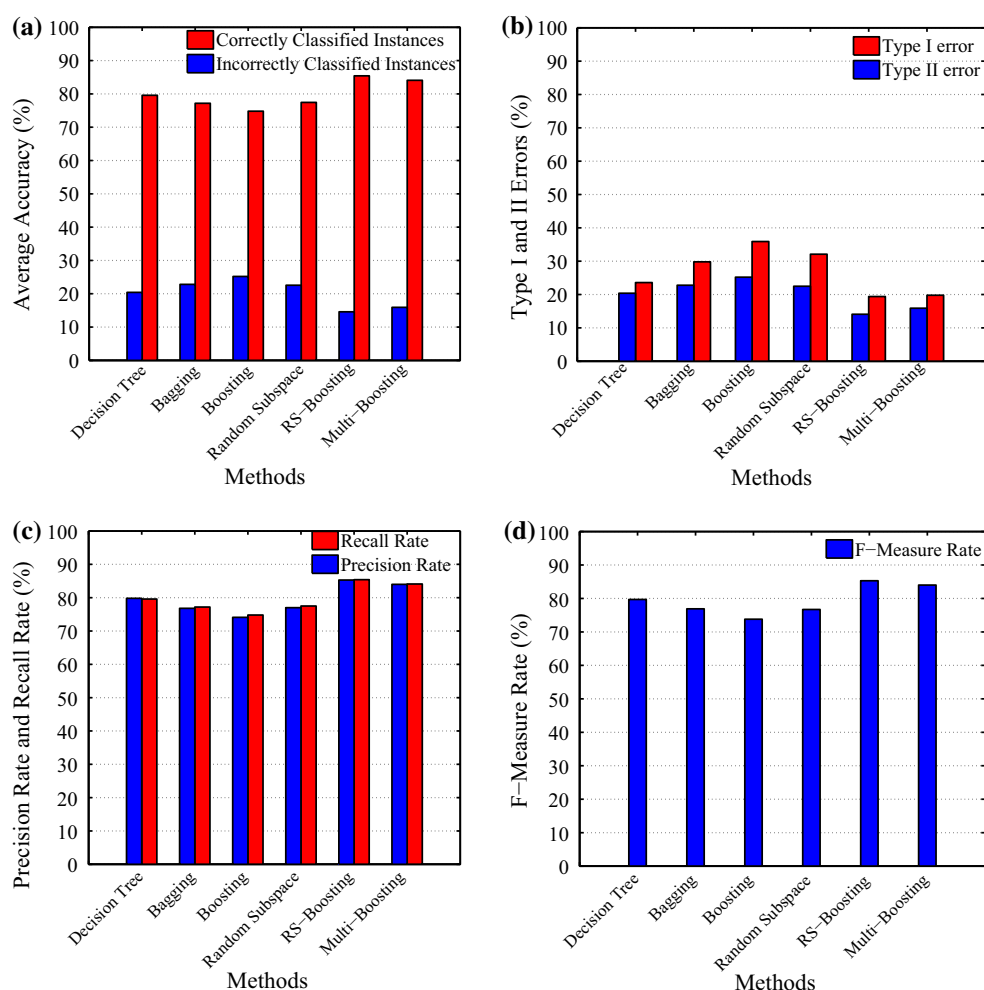 (a)
Correctly Classified Instances
Incorrectly Classified Instances
Average Accuracy (%)
100
90
80
70
60
50
40
30
20
10
0
Decision Tree
Bagging
Boosting
Random Subspace
RS−Boosting
Multi−Boosting
Methods
(b)
Type I error
Type II error
Type I and II Errors (%)
100
90
80
70
60
50
40
30
20
10
0
Decision Tree
Bagging
Boosting
Random Subspace
RS−Boosting
Multi−Boosting
Methods
(c)
Recall Rate
Precision Rate
Precision Rate and Recall Rate (%)
100
90
80
70
60
50
40
30
20
10
0
Decision Tree
Bagging
Boosting
Random Subspace
RS−Boosting
Multi−Boosting
Methods
(d)
F−Measure Rate
F−Measure Rate (%)
100
90
80
70
60
50
40
30
20
10
0
Decision Tree
Bagging
Boosting
Random Subspace
RS−Boosting
Multi−Boosting
Methods